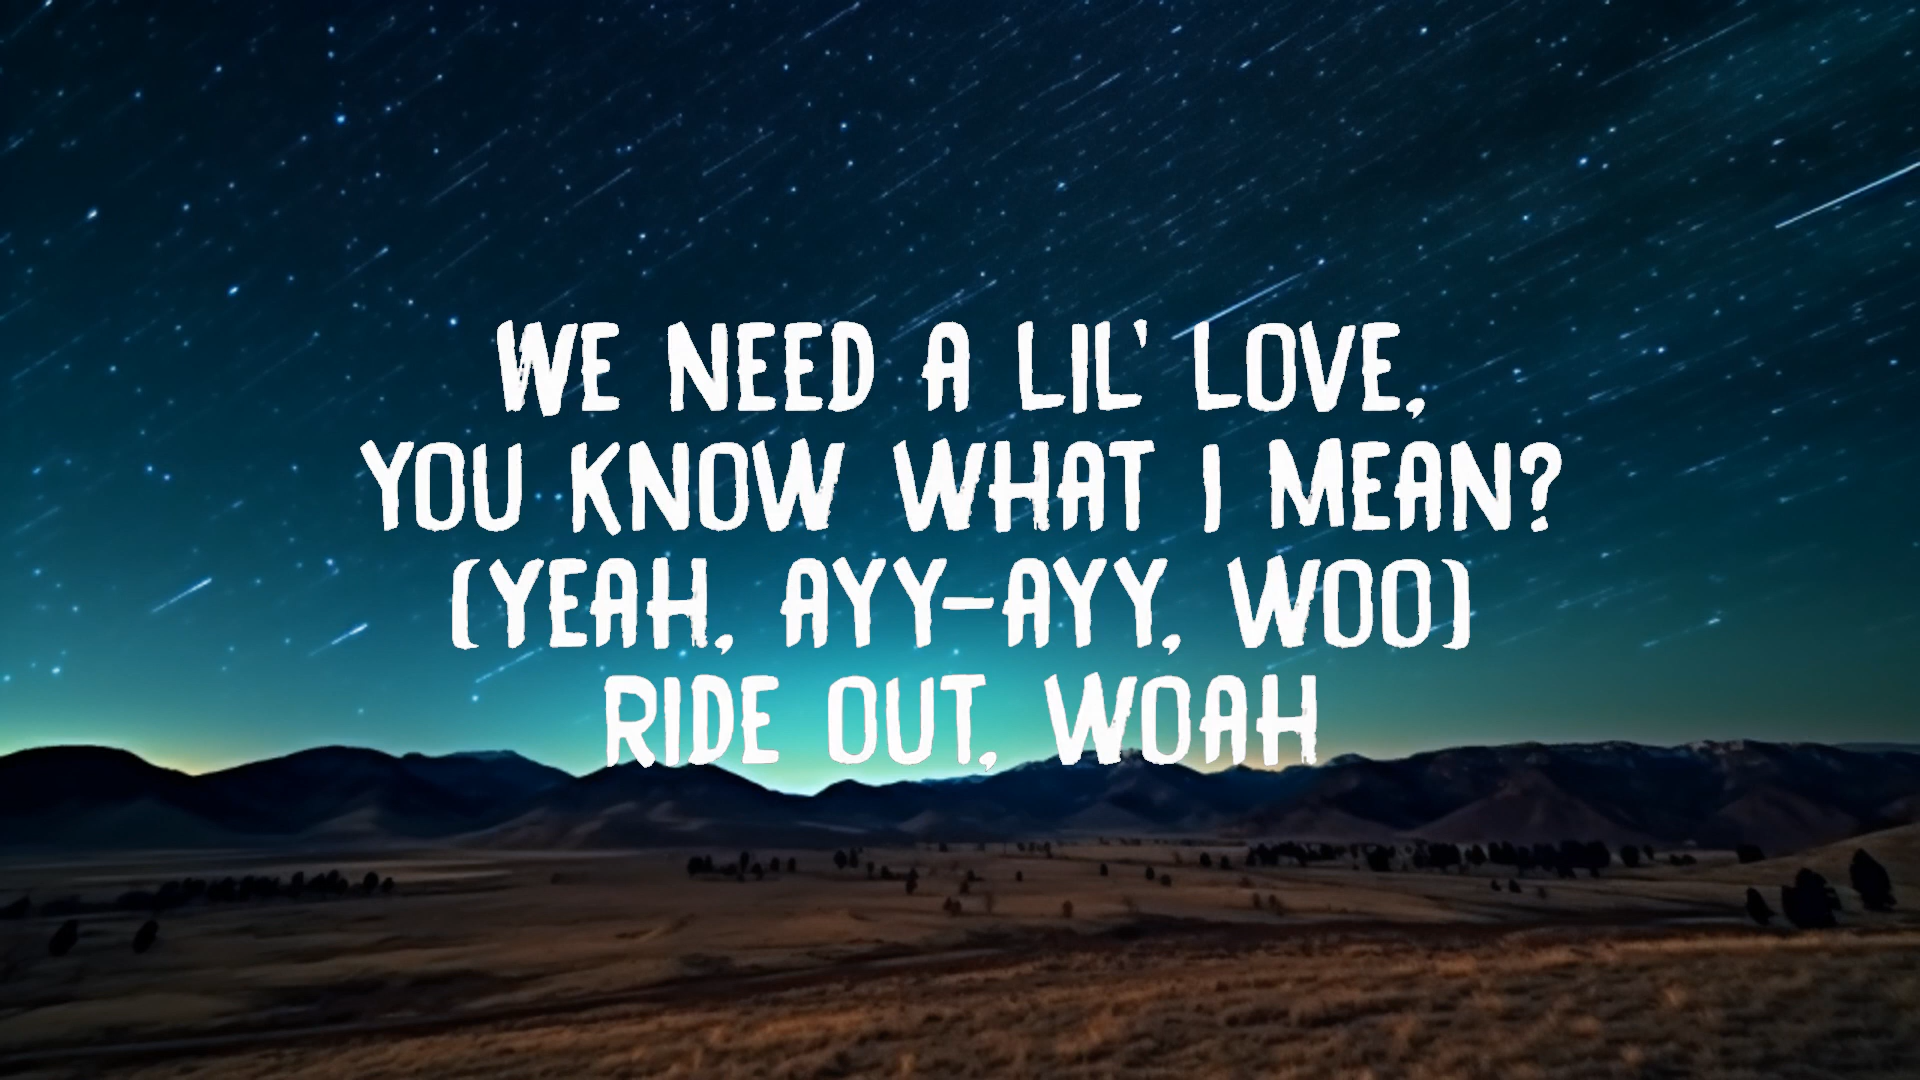 WE NEED A LIL' LOVE,
YOU KNOW WHAT I MEAN?
(YEAH, AYY-AYY, WOO)
RIDE OUT, WOAH